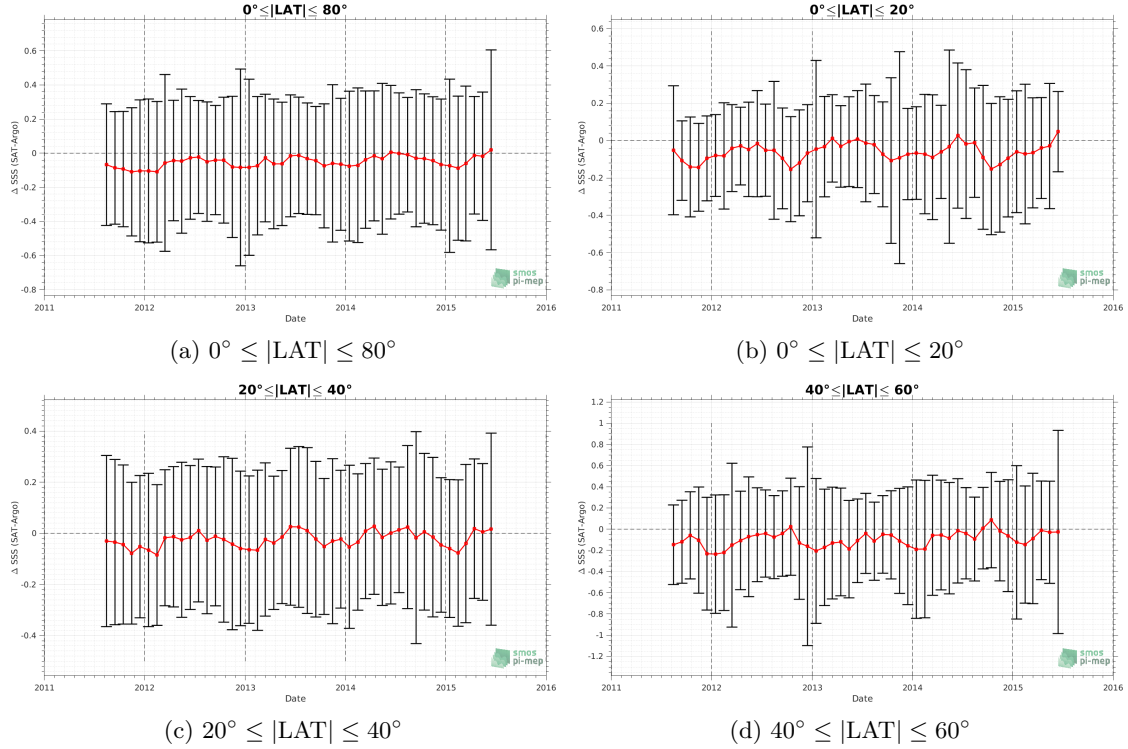 0°≤|LAT|≤ 80°
Δ SSS (SAT-Argo)
0.6
0.4
0.2
0
-0.2
-0.4
-0.6
-0.8
2011
2012
2013
2014
2015
2016
Date
smos
pi-mep
(a) 0° ≤ |LAT| ≤ 80°
0°≤|LAT|≤ 20°
Δ SSS (SAT-Argo)
0.6
0.4
0.2
0
-0.2
-0.4
-0.6
-0.8
2011
2012
2013
2014
2015
2016
Date
smos
pi-mep
(b) 0° ≤ |LAT| ≤ 20°
20°≤|LAT|≤ 40°
Δ SSS (SAT-Argo)
0.4
0.2
0
-0.2
-0.4
2011
2012
2013
2014
2015
2016
Date
smos
pi-mep
(c) 20° ≤ |LAT| ≤ 40°
40°≤|LAT|≤ 60°
Δ SSS (SAT-Argo)
1.2
1
0.8
0.6
0.4
0.2
0
-0.2
-0.4
-0.6
-0.8
-1
-1.2
2011
2012
2013
2014
2015
2016
Date
smos
pi-mep
(d) 40° ≤ |LAT| ≤ 60°